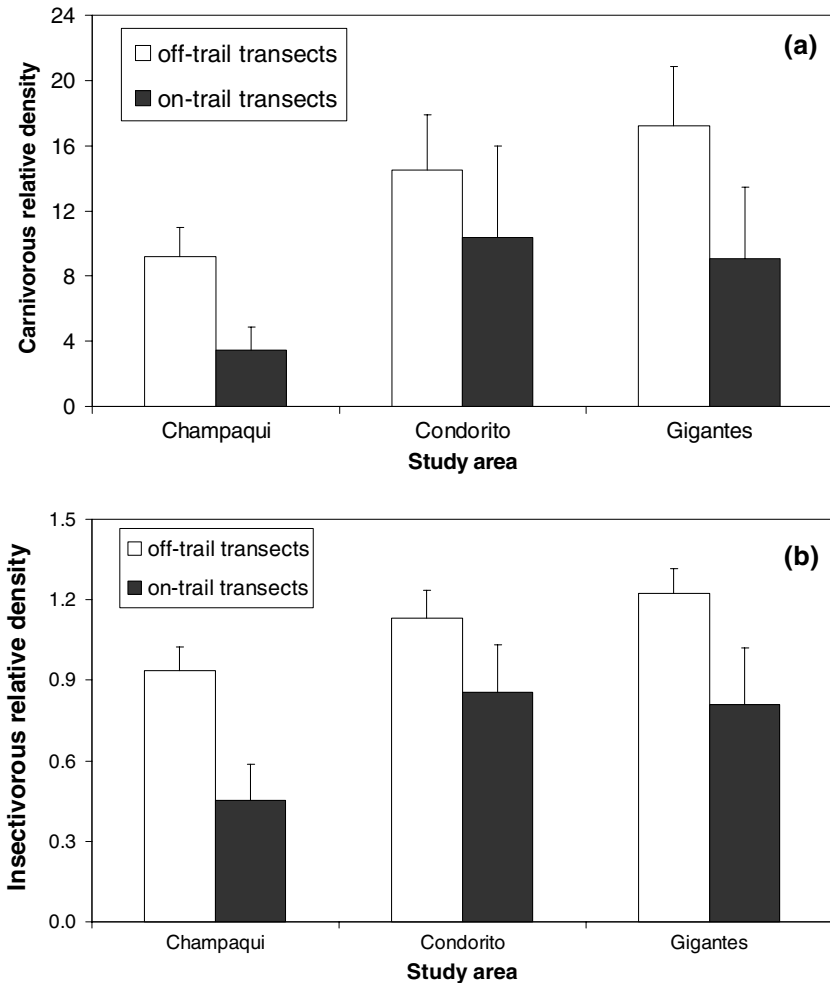 24
20
16
12
8
4
0
Carnivorous relative density
off-trail transects
on-trail transects
(a)
Champaqui Condorito Gigantes
Study area
1.5
1.2
0.9
0.6
0.3
0.0
Insectivorous relative density
off-trail transects
on-trail transects
(b)
Champaqui Condorito Gigantes
Study area